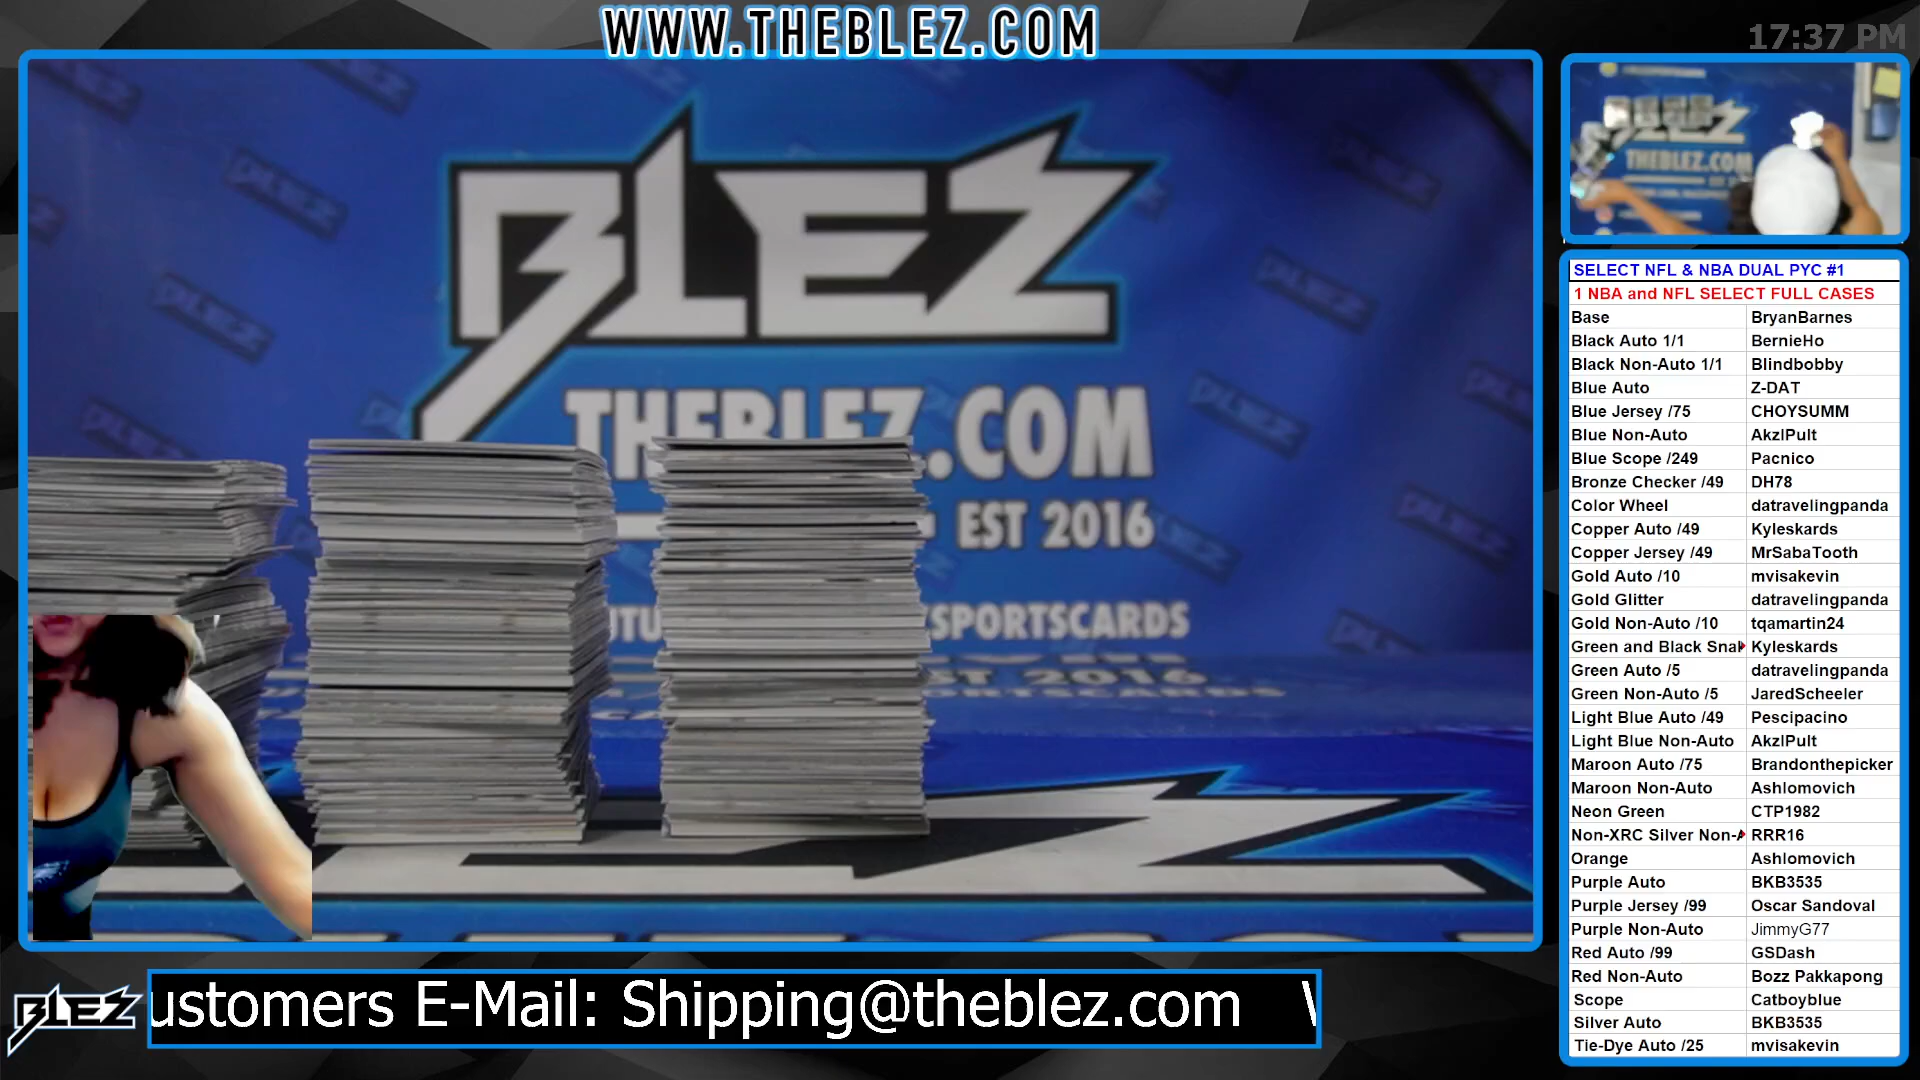 WWW.THEBLEZ.COM
17:37 PM
BLEZ
THEBLEZ.COM
EST 2016
SPORTSCARDS
BLEZ
THEBLEZ.COM
SELECT NFL & NBA DUAL PYC #1
1 NBA and NFL SELECT FULL CASES
Base BryanBarnes
Black Auto 1/1 BernieHo
Black Non-Auto 1/1 Blindbobby
Blue Auto Z-DAT
Blue Jersey /75 CHOYSUMM
Blue Non-Auto AkzlPult
Blue Scope /249 Pacnico
Bronze Checker /49 DH78
Color Wheel datravelingpanda
Copper Auto /49 Kyleskards
Copper Jersey /49 MrSabaTooth
Gold Auto /10 mvisakevin
Gold Glitter datravelingpanda
Gold Non-Auto /10 tqamartin24
Green and Black Sna Kyleskards
Green Auto /5 datravelingpanda
Green Non-Auto /5 JaredScheeler
Light Blue Auto /49 Pescipacino
Light Blue Non-Auto AkzlPult
Maroon Auto /75 Brandonthepicker
Maroon Non-Auto Ashlomovich
Neon Green CTP1982
Non-XRC Silver Non-A RRR16
Orange Ashlomovich
Purple Auto BKB3535
Purple Jersey /99 Oscar Sandoval
Purple Non-Auto JimmyG77
Red Auto /99 GSDash
Red Non-Auto Bozz Pakkapong
Scope Catboyblue
Silver Auto BKB3535
Tie-Dye Auto /25 mvisakevin
BLEZ
ustomers E-Mail: Shipping@theblez.com